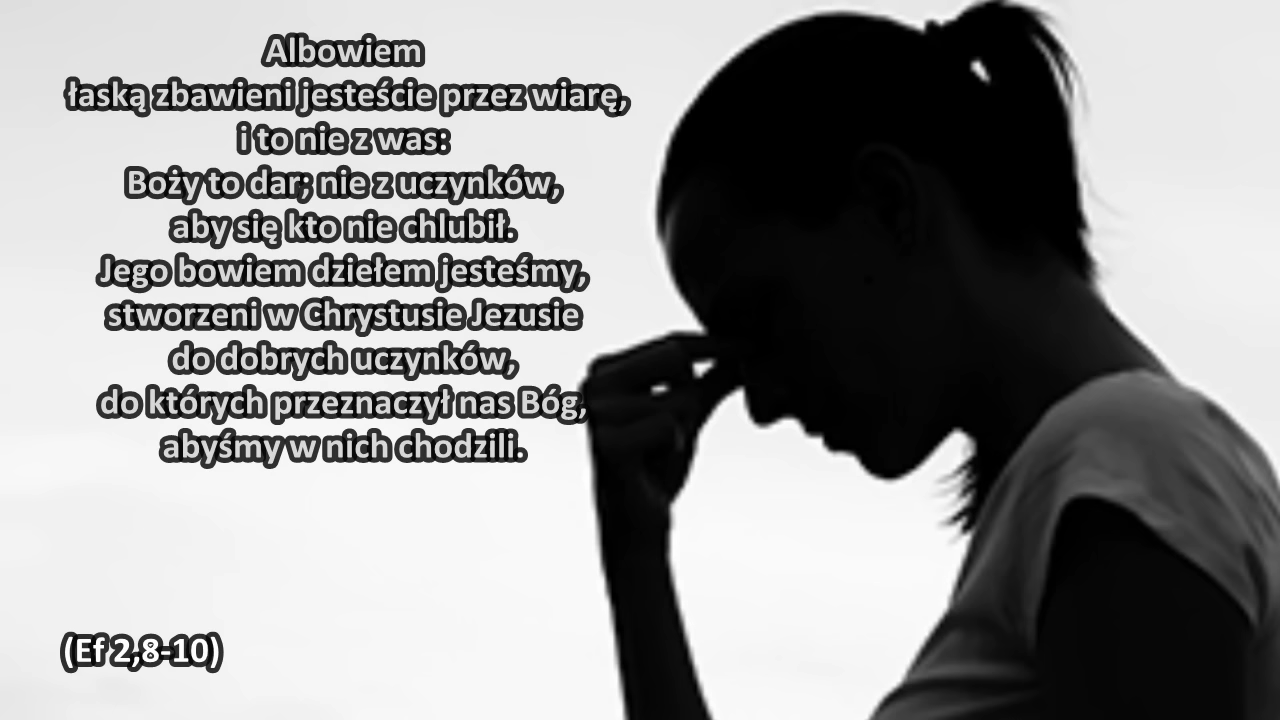 Albowiem
łaską zbawieni jesteście przez wiarę,
i to nie z was:
Boży to dar; nie z uczynków,
aby się kto nie chlubił.
Jego bowiem dziełem jesteśmy,
stworzeni w Chrystusie Jezusie
do dobrych uczynków,
do których przeznaczył nas Bóg,
abyśmy w nich chodzili.
(Ef 2,8-10)